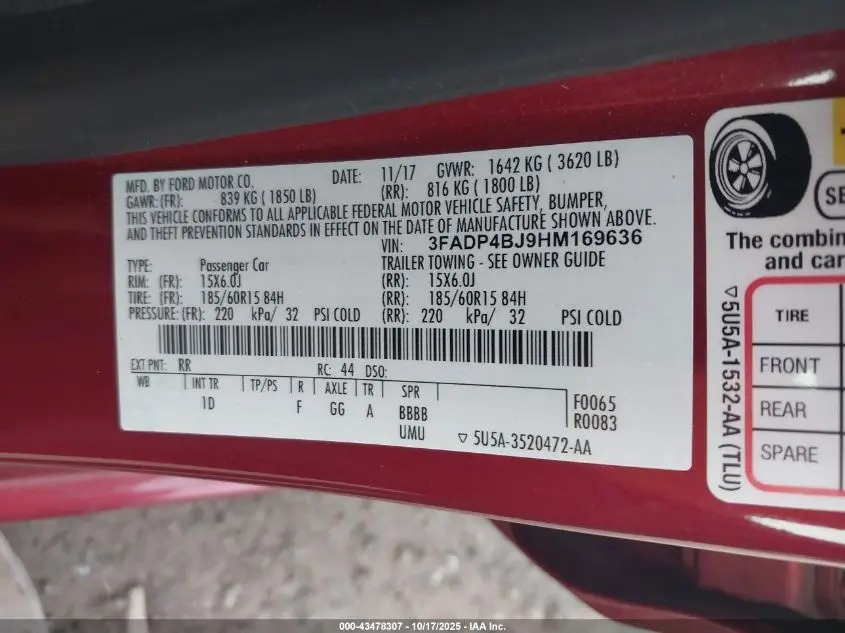 MFD. BY FORD MOTOR CO. DATE: 11/17 GVWR: 1642 KG ( 3620 LB)
GAWR: (FR): 839 KG ( 1850 LB) (RR): 816 KG ( 1800 LB)
THIS VEHICLE CONFORMS TO ALL APPLICABLE FEDERAL MOTOR VEHICLE SAFETY, BUMPER,
AND THEFT PREVENTION STANDARDS IN EFFECT ON THE DATE OF MANUFACTURE SHOWN ABOVE.
VIN: 3FADP4BJ9HM169636
TYPE: Passenger Car TRAILER TOWING - SEE OWNER GUIDE
RIM: (FR): 15X6.0J (RR): 15X6.0J
TIRE: (FR): 185/60R15 84H (RR): 185/60R15 84H
PRESSURE: (FR): 220 kPa/ 32 PSI COLD (RR): 220 kPa/ 32 PSI COLD
EXT PNT: RR RC: 44 DSO:
WB INT TR TP/PS R AXLE TR SPR
1D F GG A BBBB
UMU
F0065
R0083
▽ 5U5A-3520472-AA
The combin
and car
▽ 5U5A-1532-AA (TLU)
TIRE
FRONT
REAR
SPARE
000-43478307 - 10/17/2025 - IAA Inc.